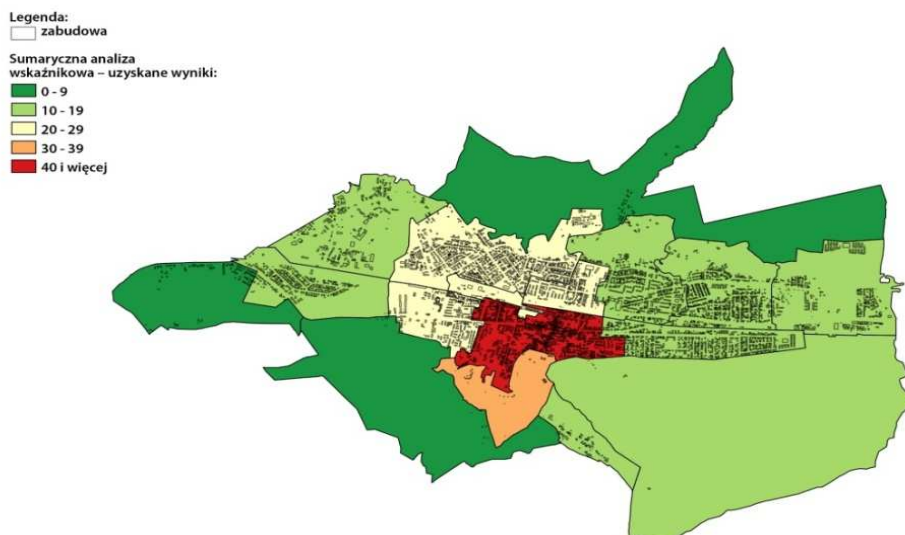 Legenda:
zabudowa
Sumaryczna analiza
wskaźnikowa – uzyskane wyniki:
0 - 9
10 - 19
20 - 29
30 - 39
40 i więcej